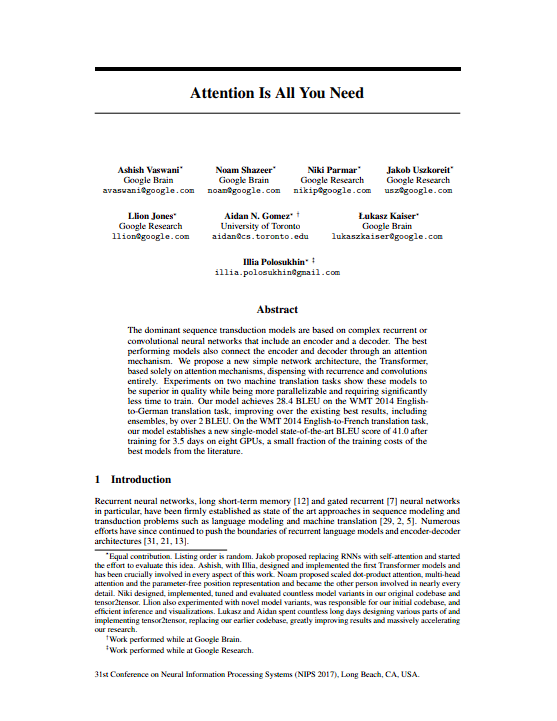 Attention Is All You Need
Ashish Vaswani* Noam Shazeer* Niki Parmar* Jakob Uszkoreit*
Google Brain Google Brain Google Research Google Research
avaswani@google.com noam@google.com nikip@google.com usz@google.com
Llion Jones* Aidan N. Gomez* † Łukasz Kaiser*
Google Research University of Toronto Google Brain
llion@google.com aidan@cs.toronto.edu lukaszkaiser@google.com
Illia Polosukhin* ‡
illia.polosukhin@gmail.com
Abstract
The dominant sequence transduction models are based on complex recurrent or
convolutional neural networks that include an encoder and a decoder. The best
performing models also connect the encoder and decoder through an attention
mechanism. We propose a new simple network architecture, the Transformer,
based solely on attention mechanisms, dispensing with recurrence and convolutions
entirely. Experiments on two machine translation tasks show these models to
be superior in quality while being more parallelizable and requiring significantly
less time to train. Our model achieves 28.4 BLEU on the WMT 2014 English-
to-German translation task, improving over the existing best results, including
ensembles, by over 2 BLEU. On the WMT 2014 English-to-French translation task,
our model establishes a new single-model state-of-the-art BLEU score of 41.0 after
training for 3.5 days on eight GPUs, a small fraction of the training costs of the
best models from the literature.
1 Introduction
Recurrent neural networks, long short-term memory [12] and gated recurrent [7] neural networks
in particular, have been firmly established as state of the art approaches in sequence modeling and
transduction problems such as language modeling and machine translation [29, 2, 5]. Numerous
efforts have since continued to push the boundaries of recurrent language models and encoder-decoder
architectures [31, 21, 13].
*Equal contribution. Listing order is random. Jakob proposed replacing RNNs with self-attention and started
the effort to evaluate this idea. Ashish, with Illia, designed and implemented the first Transformer models and
has been crucially involved in every aspect of this work. Noam proposed scaled dot-product attention, multi-head
attention and the parameter-free position representation and became the other person involved in nearly every
detail. Niki designed, implemented, tuned and evaluated countless model variants in our original codebase and
tensor2tensor. Llion also experimented with novel model variants, was responsible for our initial codebase, and
efficient inference and visualizations. Lukasz and Aidan spent countless long days designing various parts of and
implementing tensor2tensor, replacing our earlier codebase, greatly improving results and massively accelerating
our research.
†Work performed while at Google Brain.
‡Work performed while at Google Research.
31st Conference on Neural Information Processing Systems (NIPS 2017), Long Beach, CA, USA.